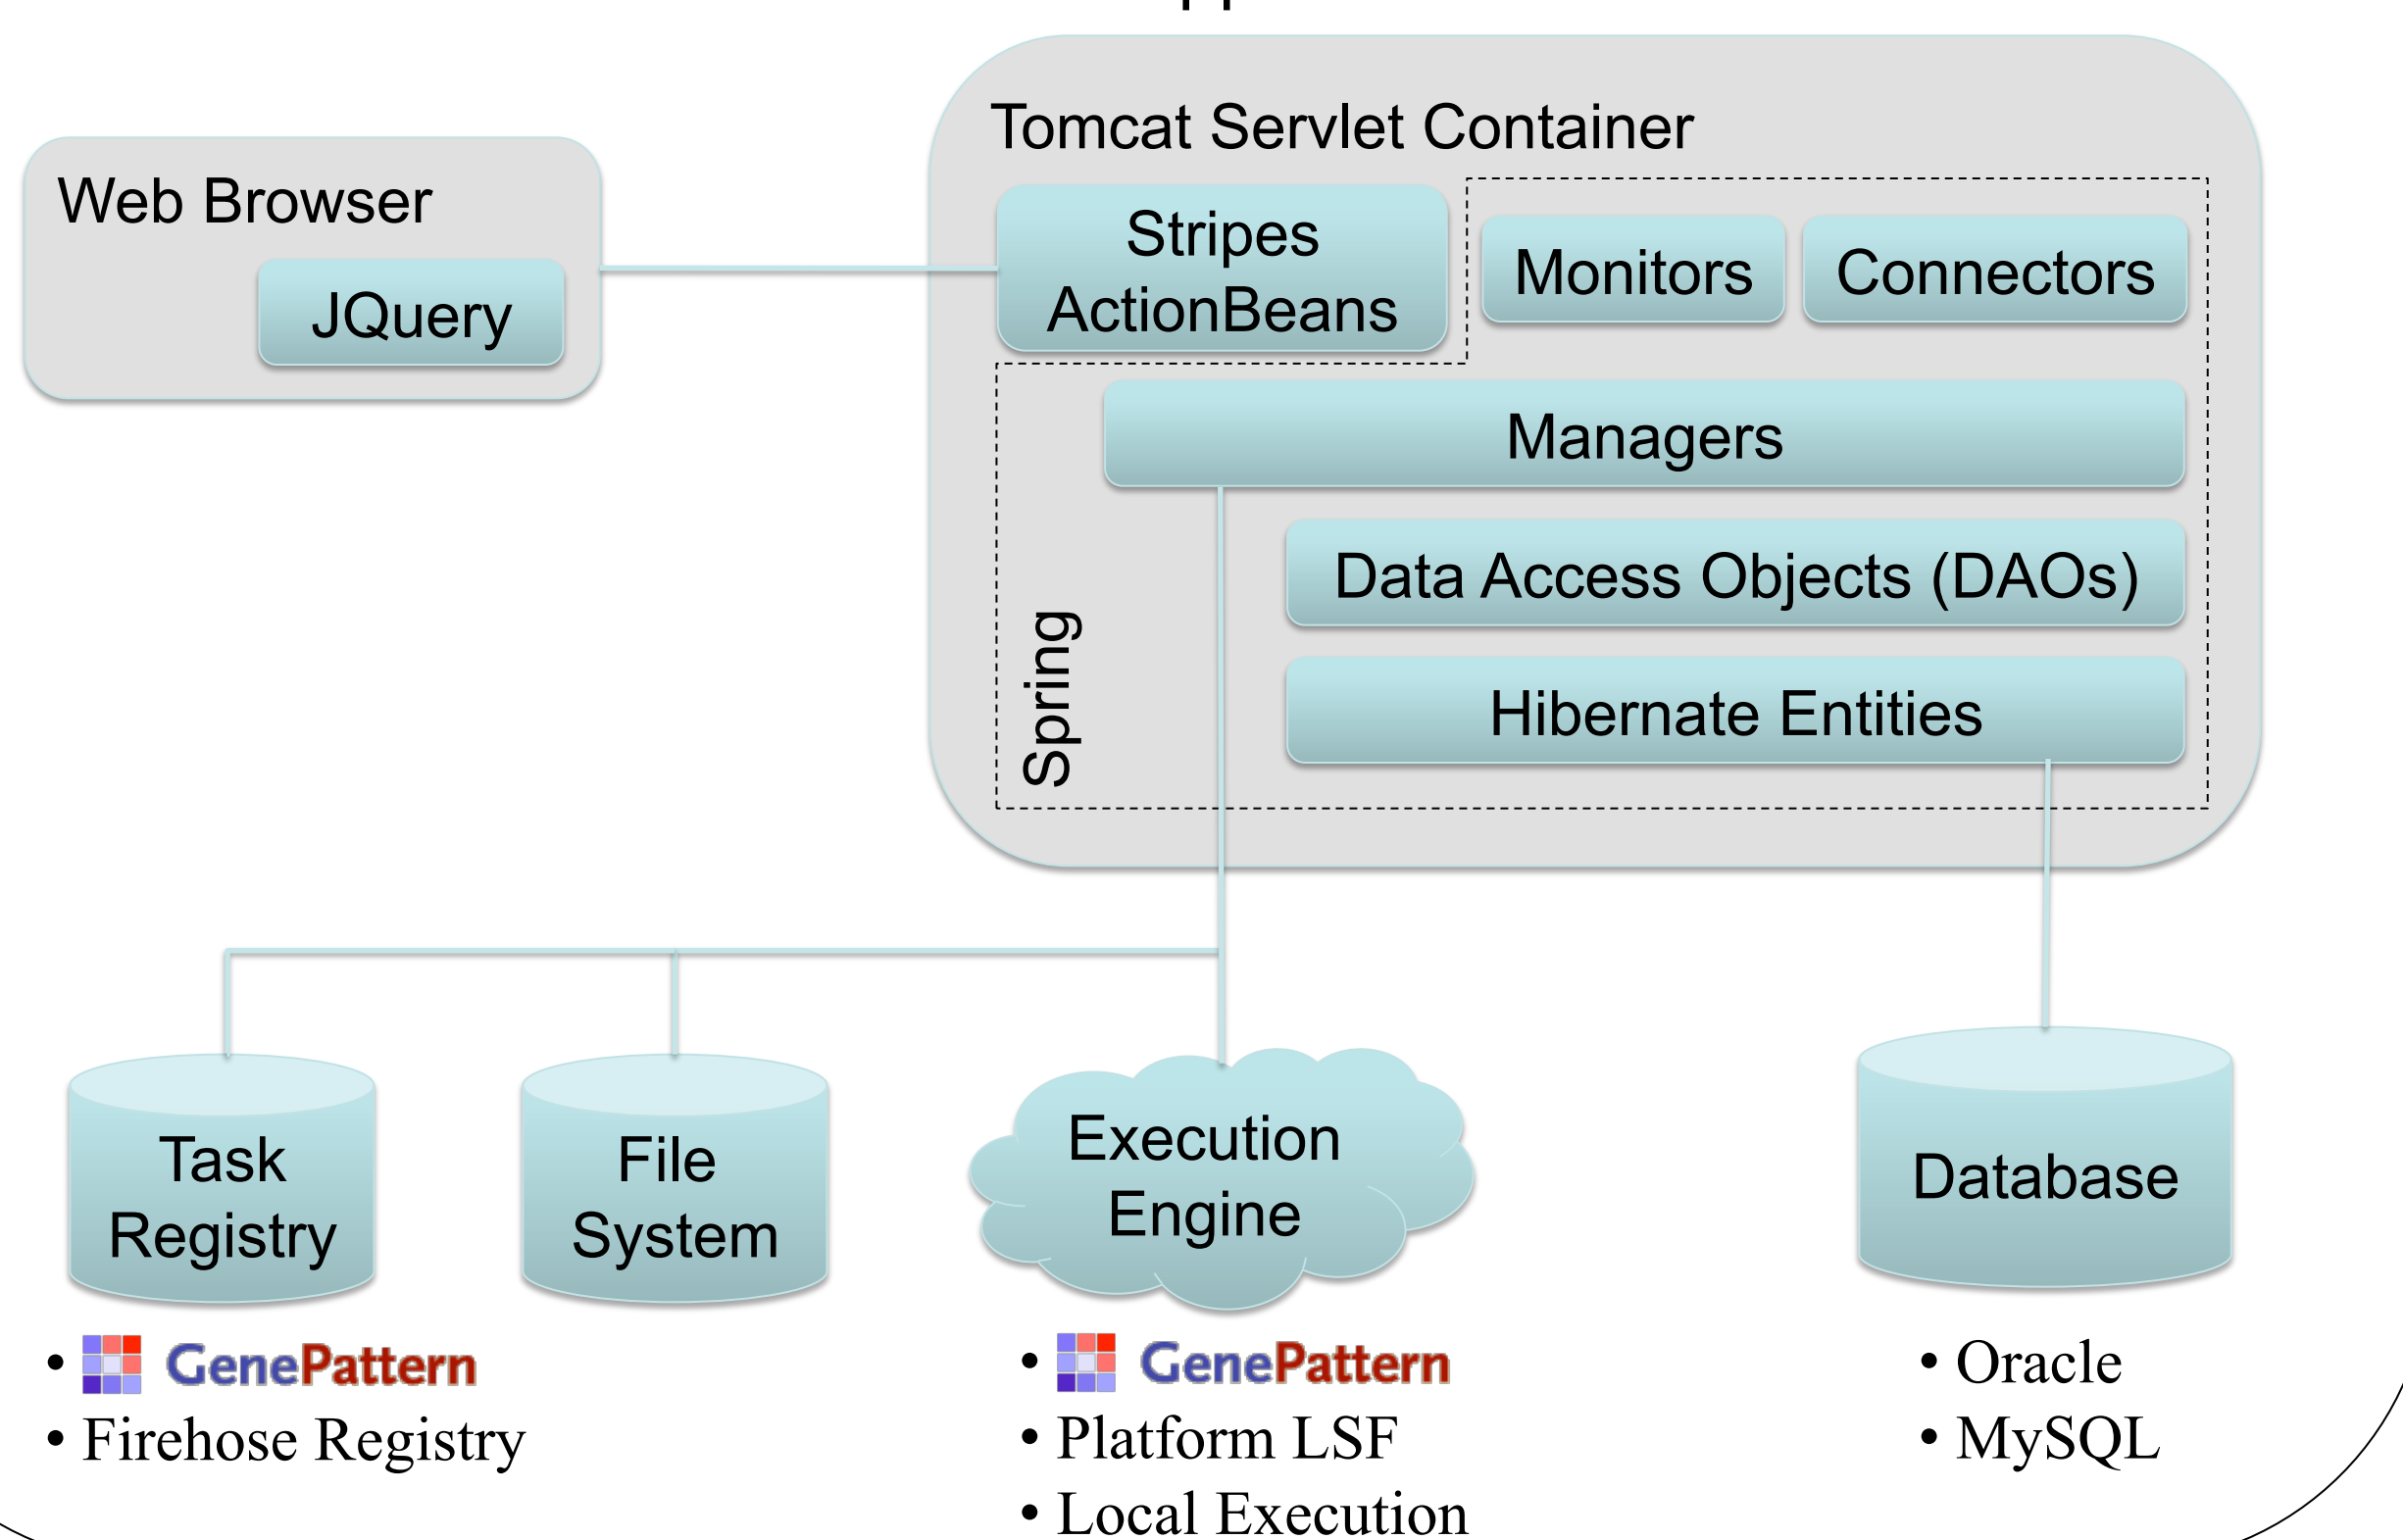 Tomcat Servlet Container
Web Browser
JQuery
Stripes
ActionBeans
Monitors
Connectors
Managers
Data Access Objects (DAOs)
Hibernate Entities
Spring
Task
Registry
File
System
Execution
Engine
Database
• GenePattern
• Firehose Registry
• GenePattern
• Platform LSF
• Local Execution
• Oracle
• MySQL